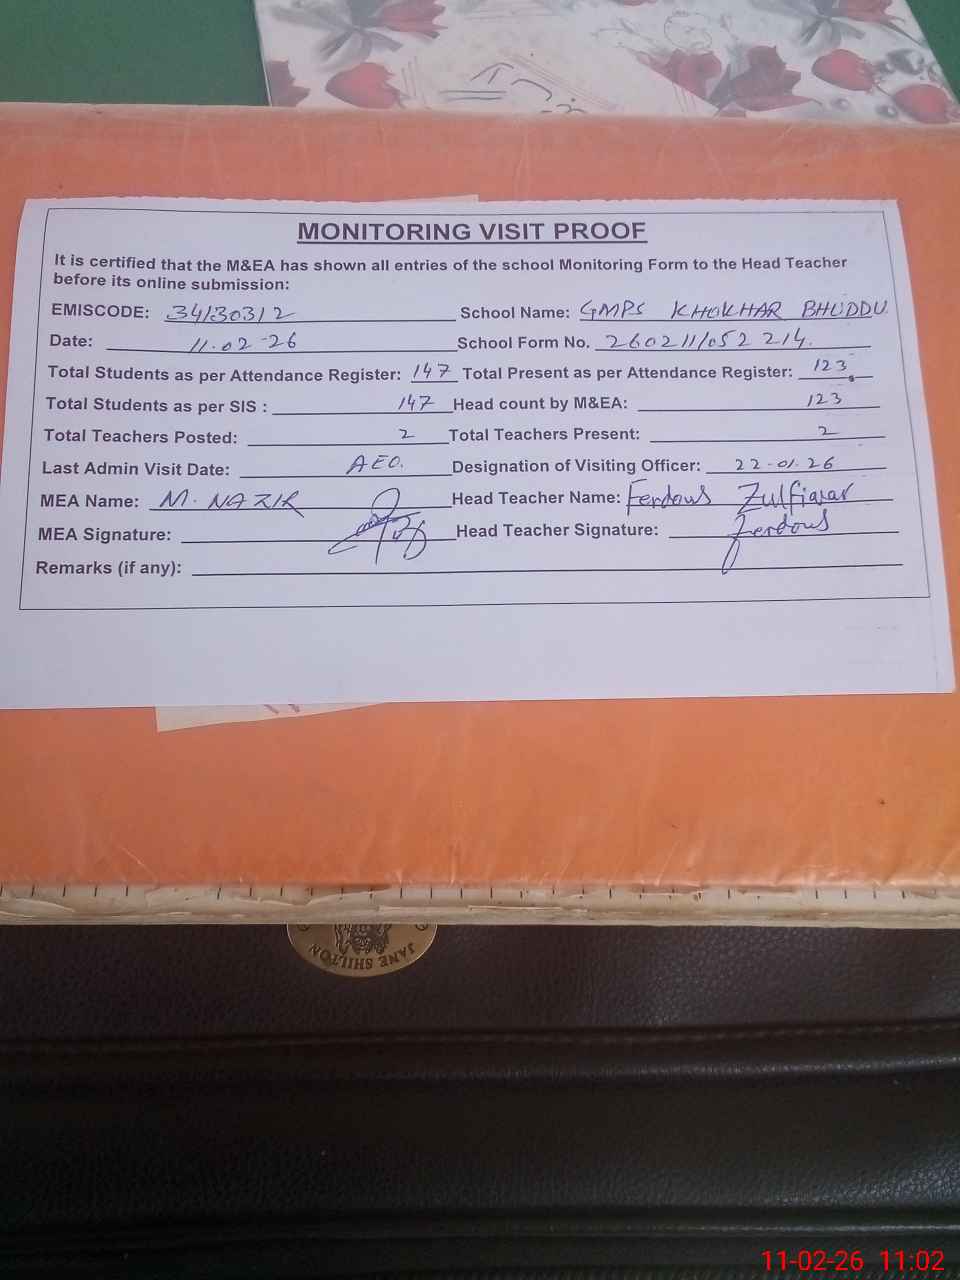 MONITORING VISIT PROOF
It is certified that the M&EA has shown all entries of the school Monitoring Form to the Head Teacher
before its online submission:
EMISCODE: 34130312 School Name: GMPS KHOKHAR BHUDDU.
Date: 11.02-26 School Form No. 260211/052214.
Total Students as per Attendance Register: 147 Total Present as per Attendance Register: 123
Total Students as per SIS : 147 Head count by M&EA: 123
Total Teachers Posted: 2 Total Teachers Present: 2
Last Admin Visit Date: AEO. Designation of Visiting Officer: 22-01-26
MEA Name: M. NAZIR Head Teacher Name: Ferdows Zulfiqar
MEA Signature: Head Teacher Signature: ferdows
Remarks (if any):
JANE SHILTON
11-02-26 11:02